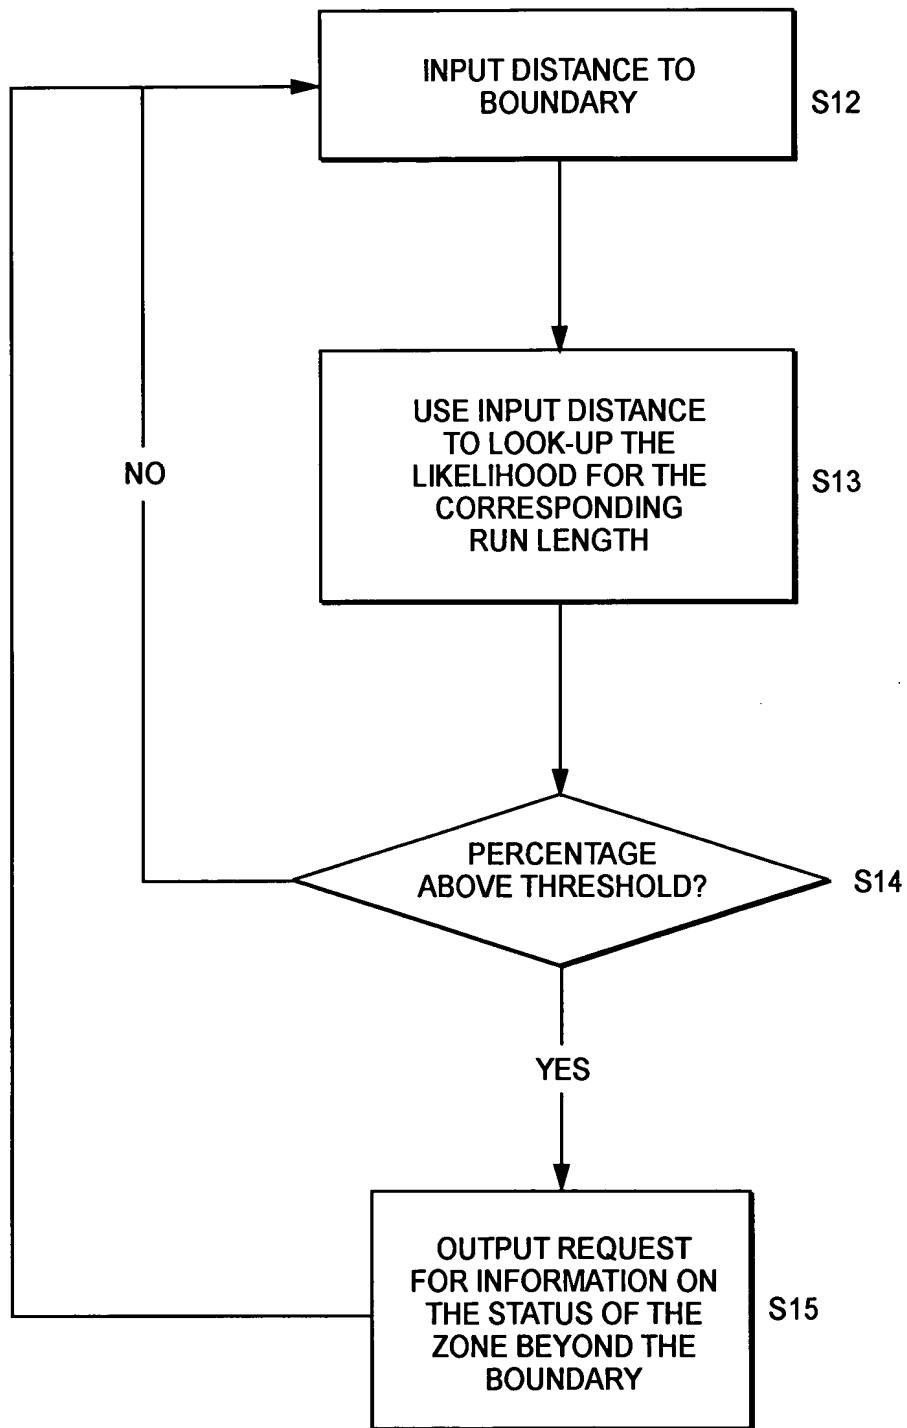 INPUT DISTANCE TO
BOUNDARY
S12
USE INPUT DISTANCE
TO LOOK-UP THE
LIKELIHOOD FOR THE
CORRESPONDING
RUN LENGTH
S13
NO
PERCENTAGE
ABOVE THRESHOLD?
S14
YES
OUTPUT REQUEST
FOR INFORMATION ON
THE STATUS OF THE
ZONE BEYOND THE
BOUNDARY
S15